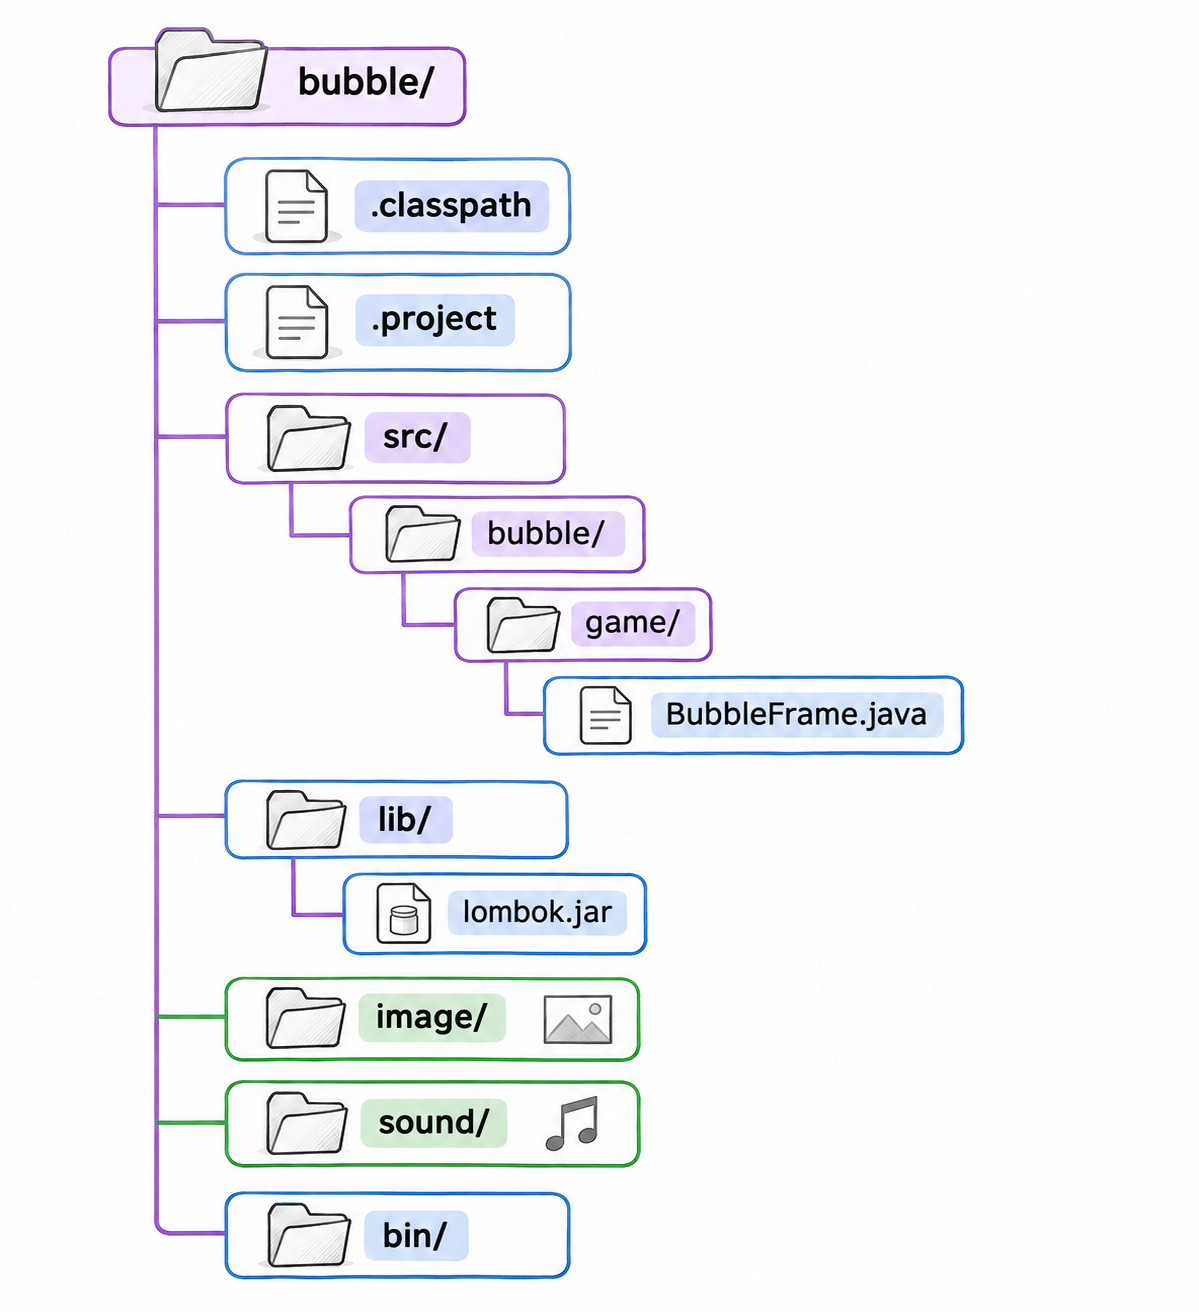 bubble/
.classpath
.project
src/
bubble/
game/
BubbleFrame.java
lib/
lombok.jar
image/
sound/
bin/